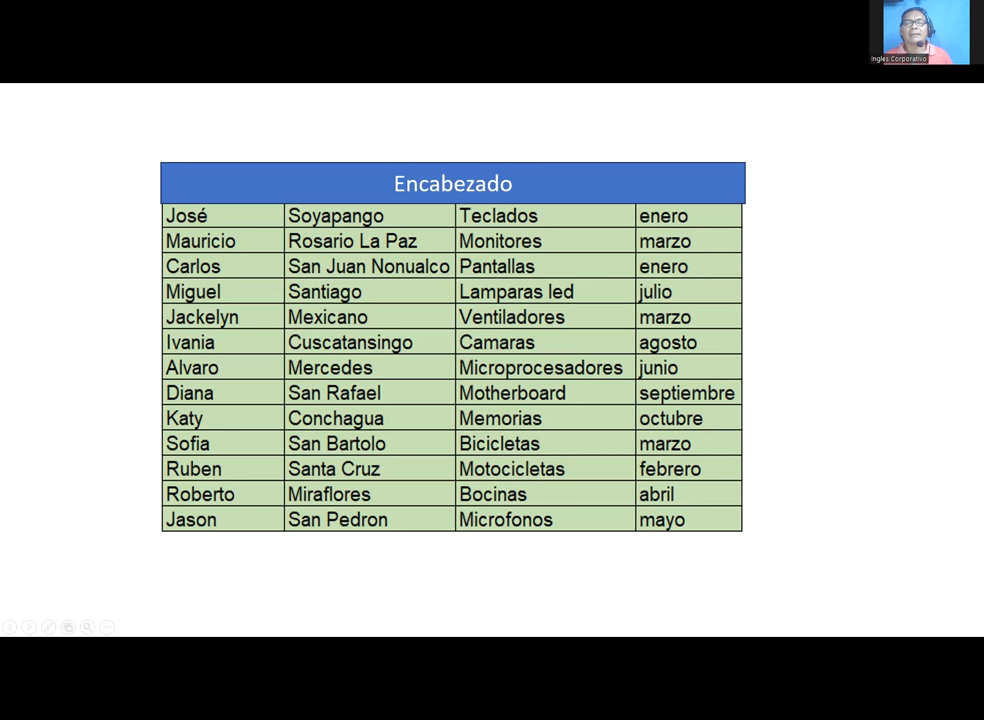 Ingles Corporativo
Encabezado
José Soyapango Teclados enero
Mauricio Rosario La Paz Monitores marzo
Carlos San Juan Nonualco Pantallas enero
Miguel Santiago Lamparas led julio
Jackelyn Mexicano Ventiladores marzo
Ivania Cuscatansingo Camaras agosto
Alvaro Mercedes Microprocesadores junio
Diana San Rafael Motherboard septiembre
Katy Conchagua Memorias octubre
Sofia San Bartolo Bicicletas marzo
Ruben Santa Cruz Motocicletas febrero
Roberto Miraflores Bocinas abril
Jason San Pedron Microfonos mayo